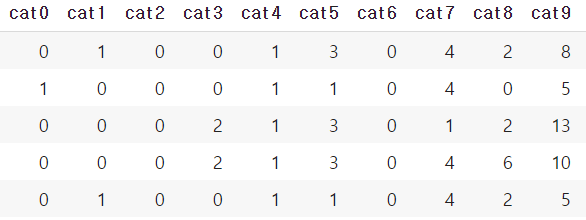 cat0 cat1 cat2 cat3 cat4 cat5 cat6 cat7 cat8 cat9
0 1 0 0 1 3 0 4 2 8
1 0 0 0 1 1 0 4 0 5
0 0 0 2 1 3 0 1 2 13
0 0 0 2 1 3 0 4 6 10
0 1 0 0 1 1 0 4 2 5